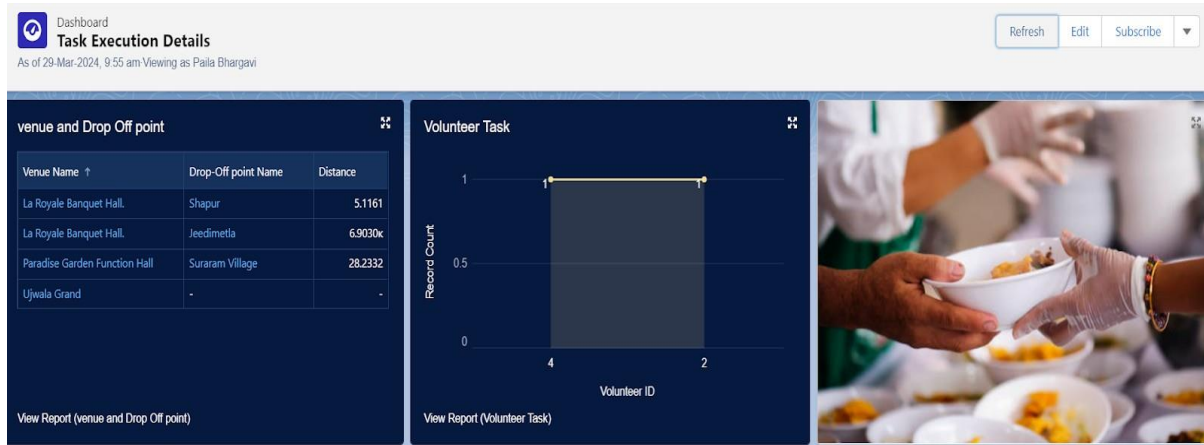 Dashboard
Task Execution Details
As of 29-Mar-2024, 9:55 am·Viewing as Paila Bhargavi
Refresh Edit Subscribe
venue and Drop Off point
Venue Name ↑ Drop-Off point Name Distance
La Royale Banquet Hall. Shapur 5.1161
La Royale Banquet Hall. Jeedimetla 6.9030K
Paradise Garden Function Hall Suraram Village 28.2332
Ujwala Grand - -
View Report (venue and Drop Off point)
Volunteer Task
Record Count
1
0.5
0
1 1
4 2
Volunteer ID
View Report (Volunteer Task)